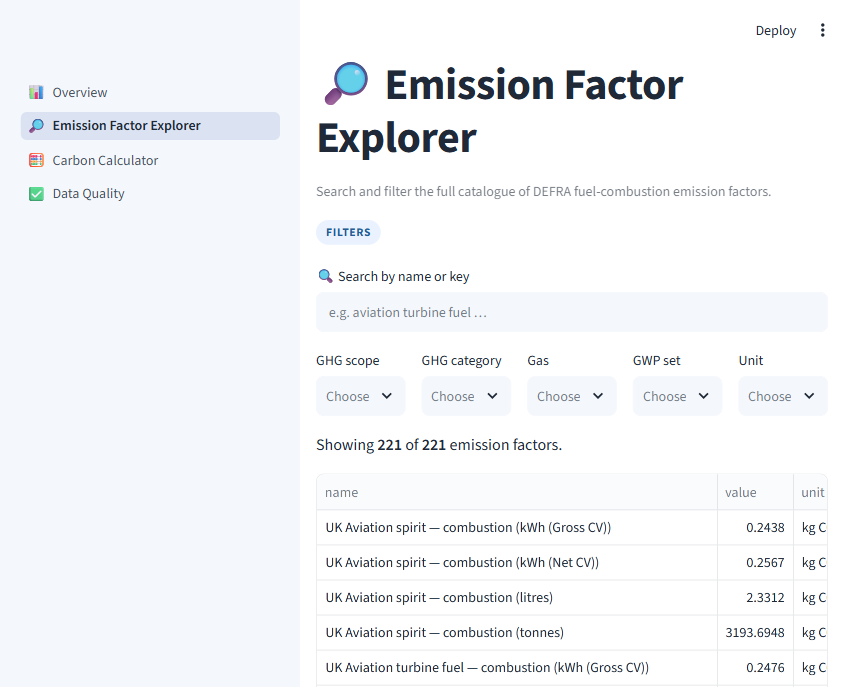 Deploy
Overview
Emission Factor Explorer
Carbon Calculator
Data Quality
Emission Factor
Explorer
Search and filter the full catalogue of DEFRA fuel-combustion emission factors.
FILTERS
Search by name or key
e.g. aviation turbine fuel …
GHG scope GHG category Gas GWP set Unit
Choose Choose Choose Choose Choose
Showing 221 of 221 emission factors.
name value unit
UK Aviation spirit — combustion (kWh (Gross CV)) 0.2438 kg C
UK Aviation spirit — combustion (kWh (Net CV)) 0.2567 kg C
UK Aviation spirit — combustion (litres) 2.3312 kg C
UK Aviation spirit — combustion (tonnes) 3193.6948 kg C
UK Aviation turbine fuel — combustion (kWh (Gross CV)) 0.2476 kg C